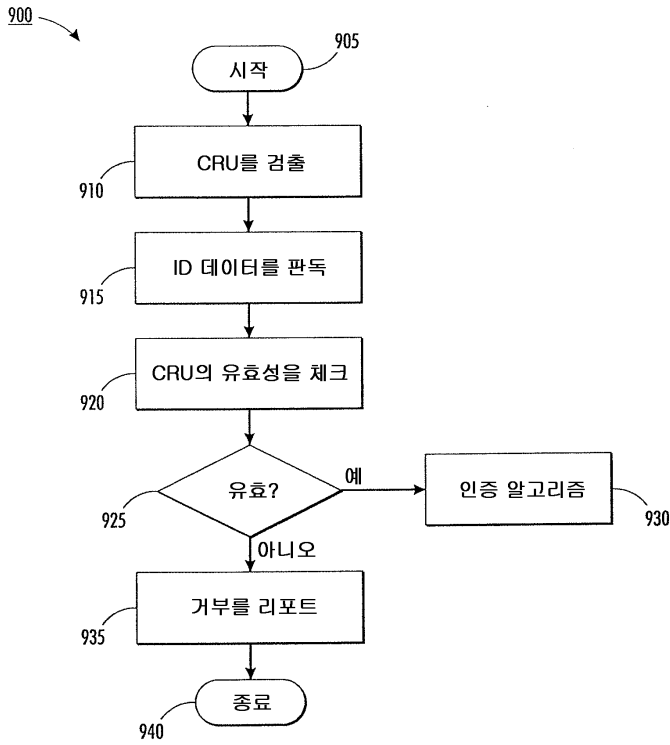 900
시작
905
CRU를 검출
910
ID 데이터를 판독
915
CRU의 유효성을 체크
920
유효?
예
925
인증 알고리즘
930
아니오
거부를 리포트
935
종료
940